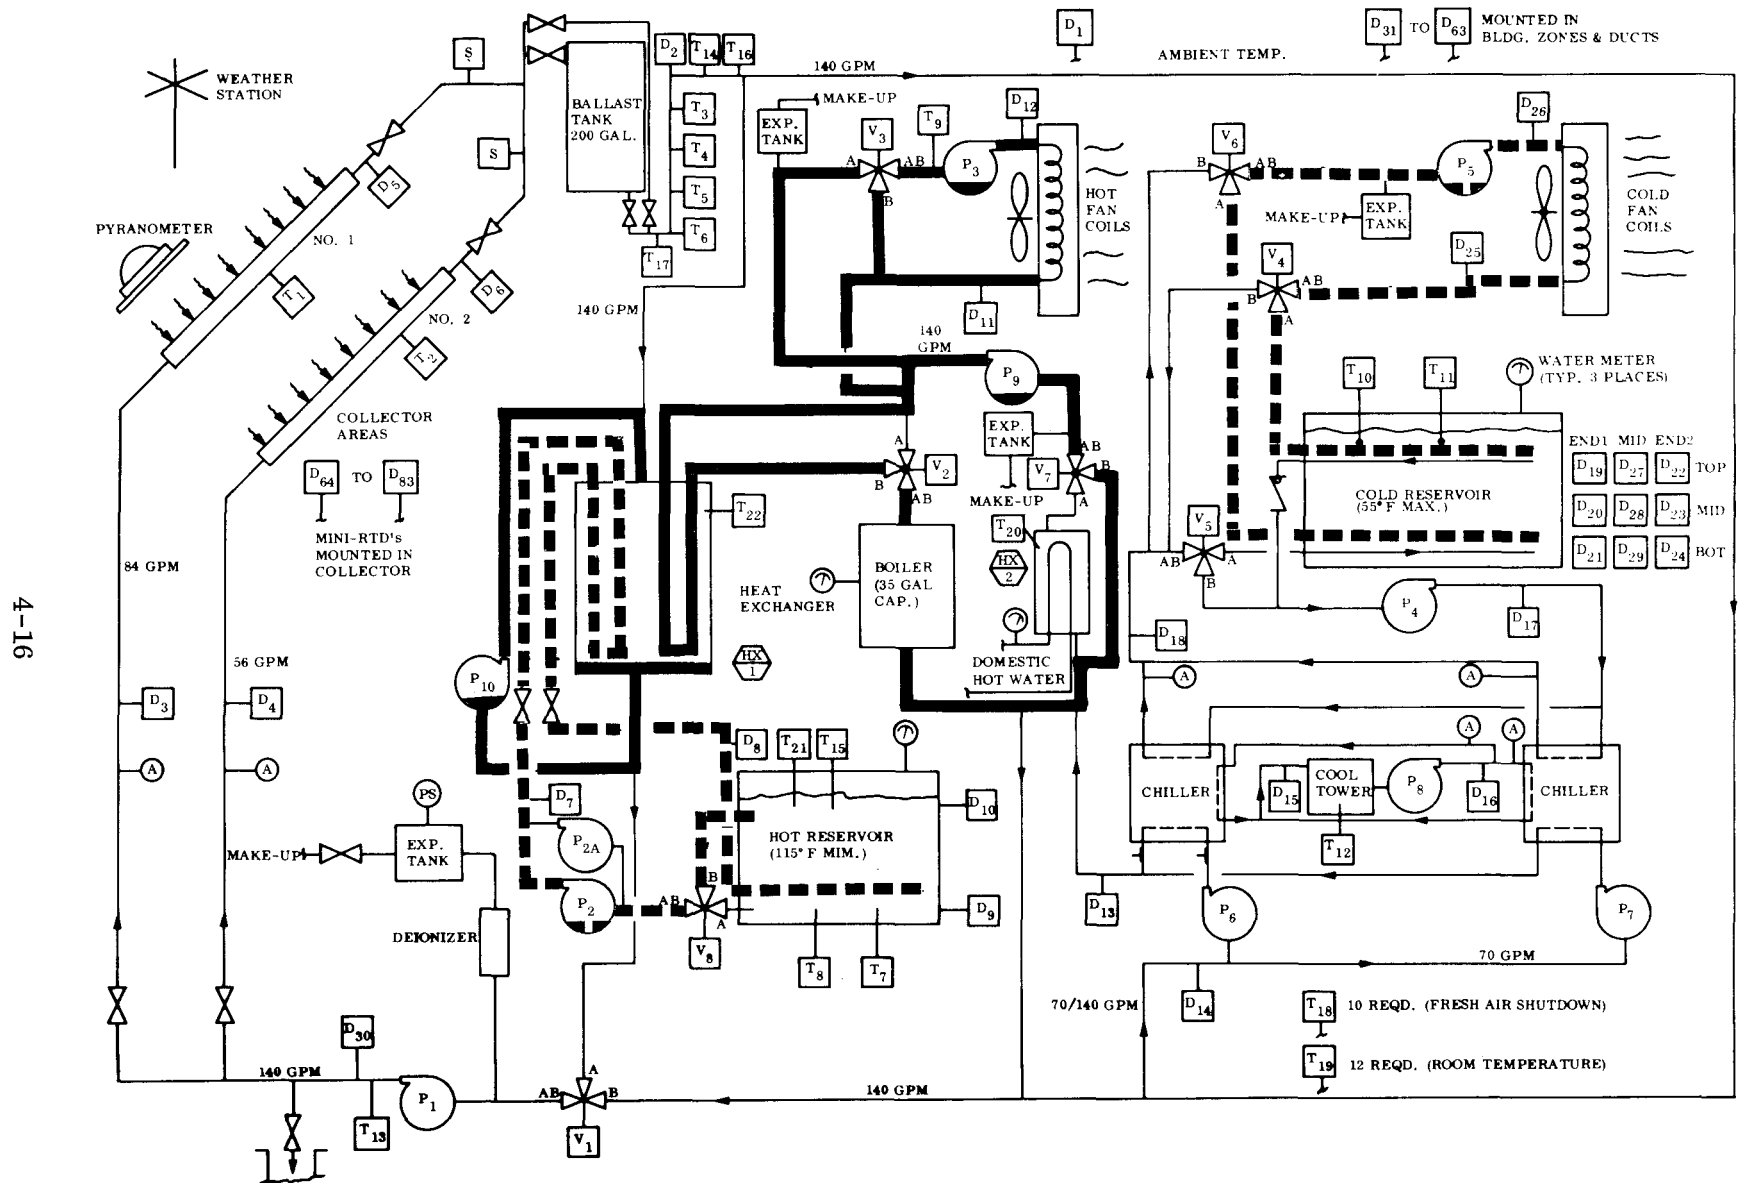 D1
D31 TO D63 MOUNTED IN
BLDG. ZONES & DUCTS
AMBIENT TEMP.
WEATHER
STATION
S
S
BALLAST
TANK
200 GAL.
D2 T14 T16
140 GPM
T3
T4
T5
T6
T17
MAKE-UP
EXP.
TANK
V3
A AB
B
T9
P3
D12
HOT
FAN
COILS
D11
V6
B AB
A
P5
D26
MAKE-UP
EXP.
TANK
COLD
FAN
COILS
D25
V4
B AB
A
PYRANOMETER
NO. 1
D5
T1
NO. 2
D6
T2
COLLECTOR
AREAS
D64 TO D83
MINI-RTD's
MOUNTED IN
COLLECTOR
140 GPM
140
GPM
P9
EXP.
TANK
MAKE-UP
AB
V7 B
A
V2
A
B
AB
T22
T20
HX
2
BOILER
(35 GAL
CAP.)
HEAT
EXCHANGER
HX
1
DOMESTIC
HOT WATER
WATER METER
(TYP. 3 PLACES)
T10 T11
COLD RESERVOIR
(55° F MAX.)
END1 MID END2
D19 D27 D22 TOP
D20 D28 D23 MID
D21 D29 D24 BOT
V5
AB A
B
P4
D17
D18
A
A
A
A
CHILLER
COOL
TOWER
P8
D15
D16
T12
CHILLER
D13
P6
P7
70 GPM
70/140 GPM
D14
T18 10 REQD. (FRESH AIR SHUTDOWN)
T19 12 REQD. (ROOM TEMPERATURE)
84 GPM
56 GPM
D3
D4
A
A
P10
D8 T21 T15
D10
HOT RESERVOIR
(115° F MIM.)
D9
T8 T7
D7
P2A
P2
AB
B
A
V8
PS
MAKE-UP
EXP.
TANK
DEIONIZER
D30
140 GPM
T13
P1
AB
A
B
V1
140 GPM
4-16